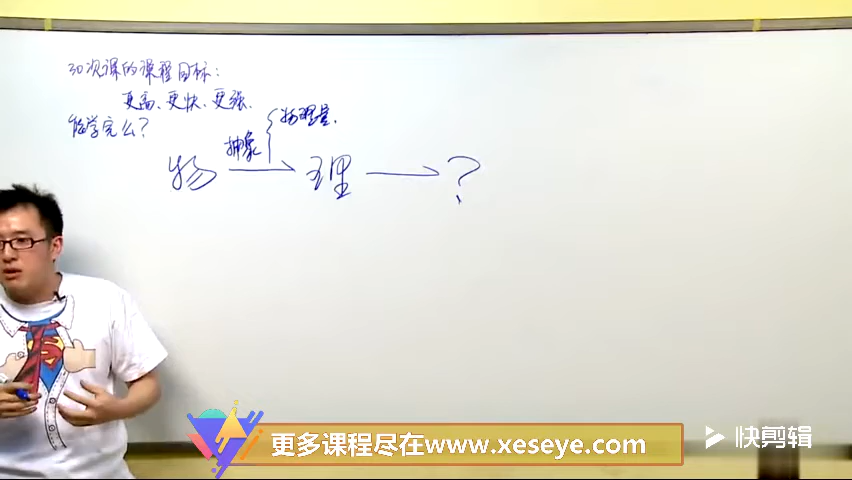 30次课的课程目标：
更高、更快、更强.
能学完么？
物理量.
抽象
物 → 理 → ?
更多课程尽在www.xeseye.com
快剪辑